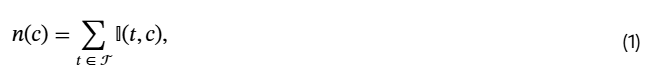 n(c) = ∑_{t ∈ 𝒯} 𝕀(t, c), (1)